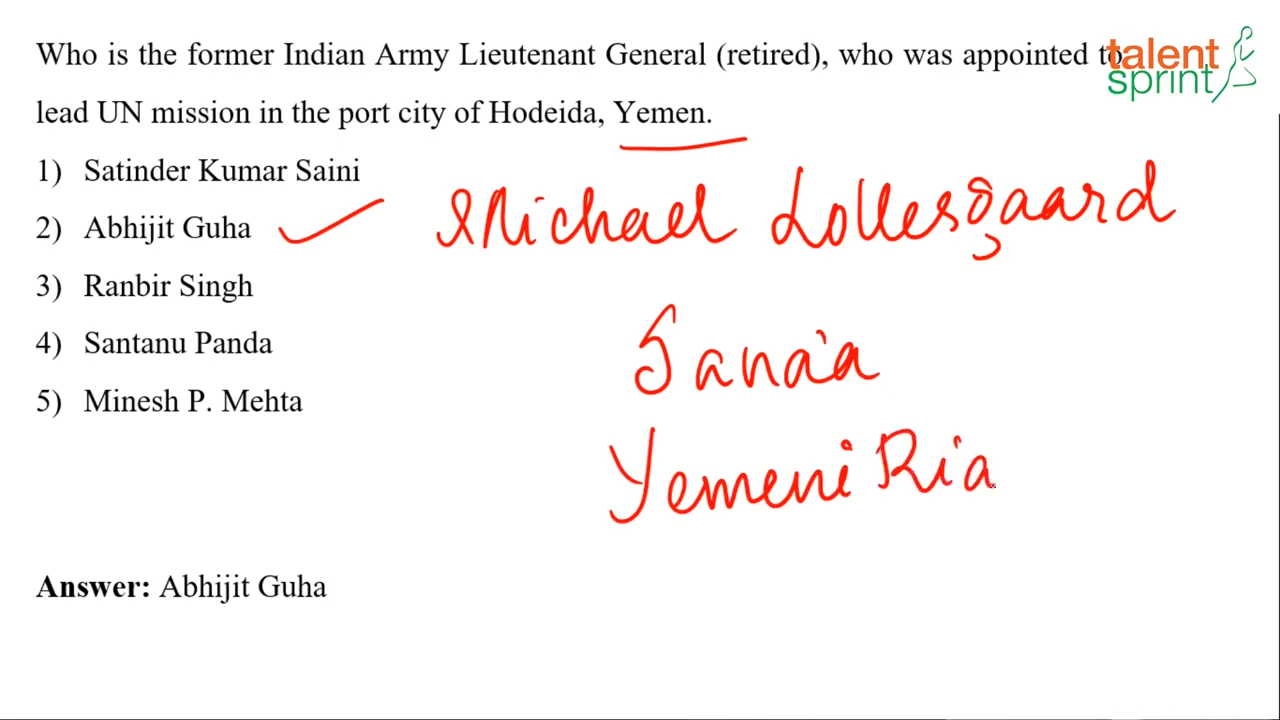 Who is the former Indian Army Lieutenant General (retired), who was appointed to
lead UN mission in the port city of Hodeida, Yemen.
talent
sprint
1) Satinder Kumar Saini
2) Abhijit Guha
3) Ranbir Singh
4) Santanu Panda
5) Minesh P. Mehta
Michael Lollesgaard
Sana'a
Yemeni Ria
Answer: Abhijit Guha